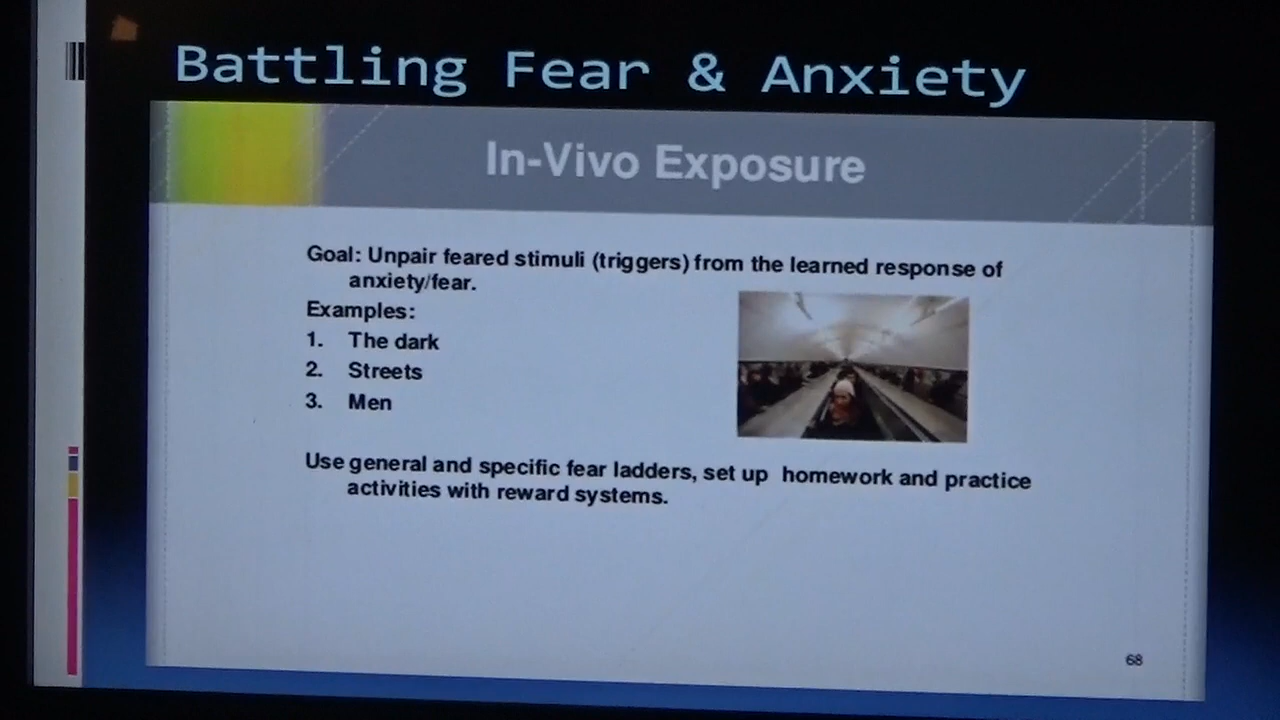 Battling Fear & Anxiety
In-Vivo Exposure
Goal: Unpair feared stimuli (triggers) from the learned response of
anxiety/fear.
Examples:
1. The dark
2. Streets
3. Men
Use general and specific fear ladders, set up homework and practice
activities with reward systems.
68